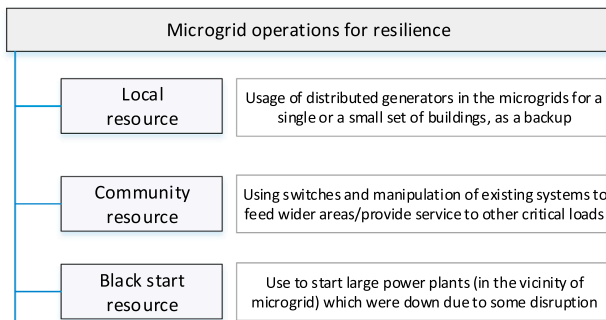 Microgrid operations for resilience
Local
resource
Usage of distributed generators in the microgrids for a
single or a small set of buildings, as a backup
Community
resource
Using switches and manipulation of existing systems to
feed wider areas/provide service to other critical loads
Black start
resource
Use to start large power plants (in the vicinity of
microgrid) which were down due to some disruption